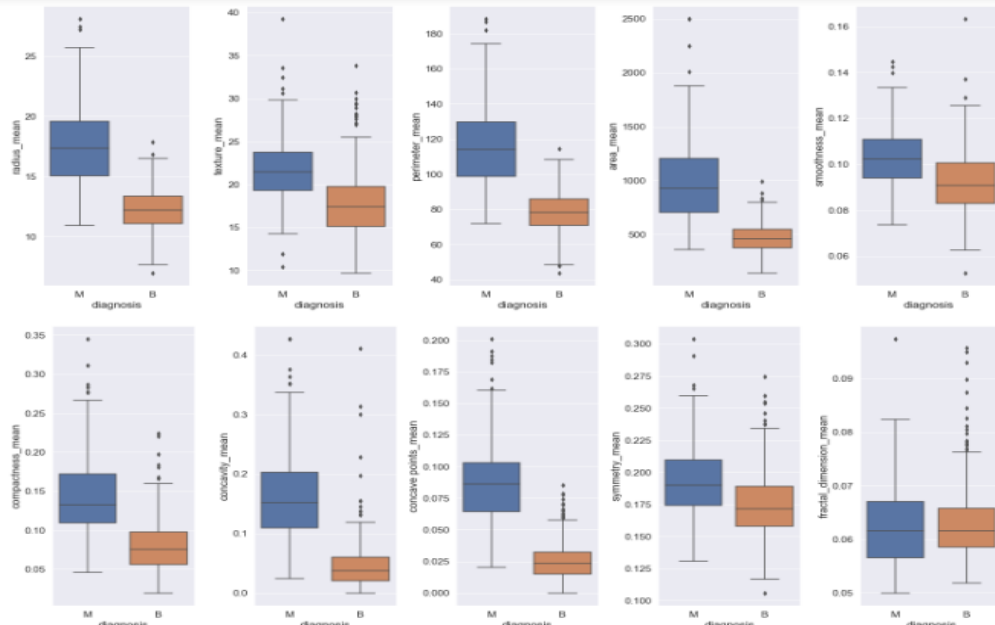 radius_mean
25
20
15
10
M B
diagnosis
texture_mean
40
35
30
25
20
15
10
M B
diagnosis
perimeter_mean
180
160
140
120
100
80
60
40
M B
diagnosis
area_mean
2500
2000
1500
1000
500
M B
diagnosis
smoothness_mean
0.16
0.14
0.12
0.10
0.08
0.06
M B
diagnosis
compactness_mean
0.35
0.30
0.25
0.20
0.15
0.10
0.05
M B
diagnosis
concavity_mean
0.4
0.3
0.2
0.1
0.0
M B
diagnosis
concave points_mean
0.200
0.175
0.150
0.125
0.100
0.075
0.050
0.025
0.000
M B
diagnosis
symmetry_mean
0.300
0.275
0.250
0.225
0.200
0.175
0.150
0.125
0.100
M B
diagnosis
fractal_dimension_mean
0.09
0.08
0.07
0.06
0.05
M B
diagnosis